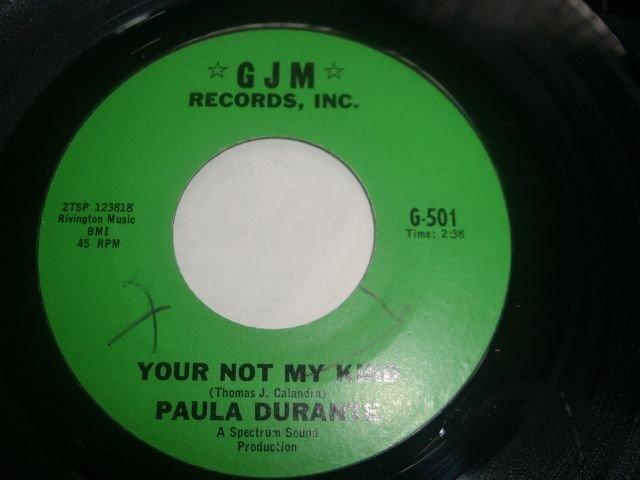 ☆ GJM ☆
RECORDS, INC.
ZTSP 123818
Rivington Music
BMI
45 RPM
G-501
Time: 2:38
YOUR NOT MY KIND
(Thomas J. Calandra)
PAULA DURANTE
A Spectrum Sound
Production